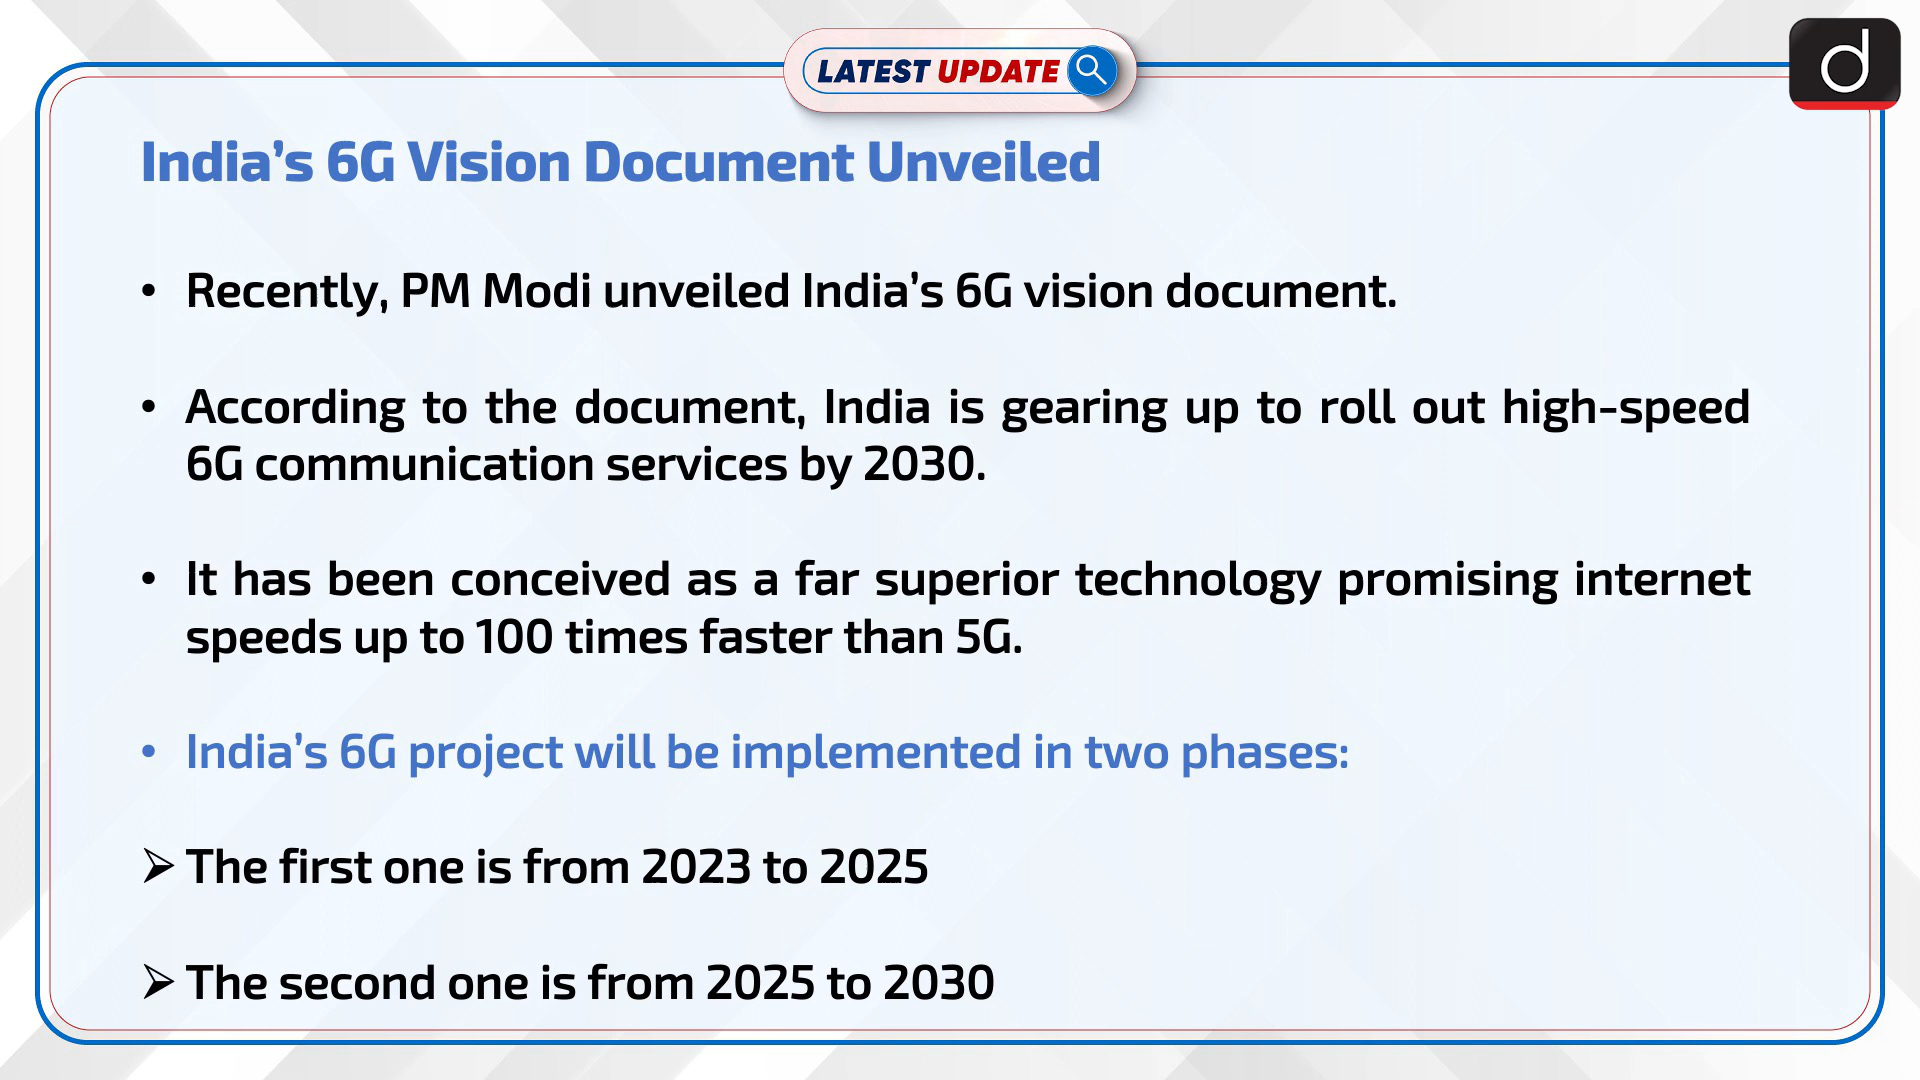 LATEST UPDATE
d
India’s 6G Vision Document Unveiled
• Recently, PM Modi unveiled India’s 6G vision document.
• According to the document, India is gearing up to roll out high-speed
6G communication services by 2030.
• It has been conceived as a far superior technology promising internet
speeds up to 100 times faster than 5G.
• India’s 6G project will be implemented in two phases:
➢ The first one is from 2023 to 2025
➢ The second one is from 2025 to 2030